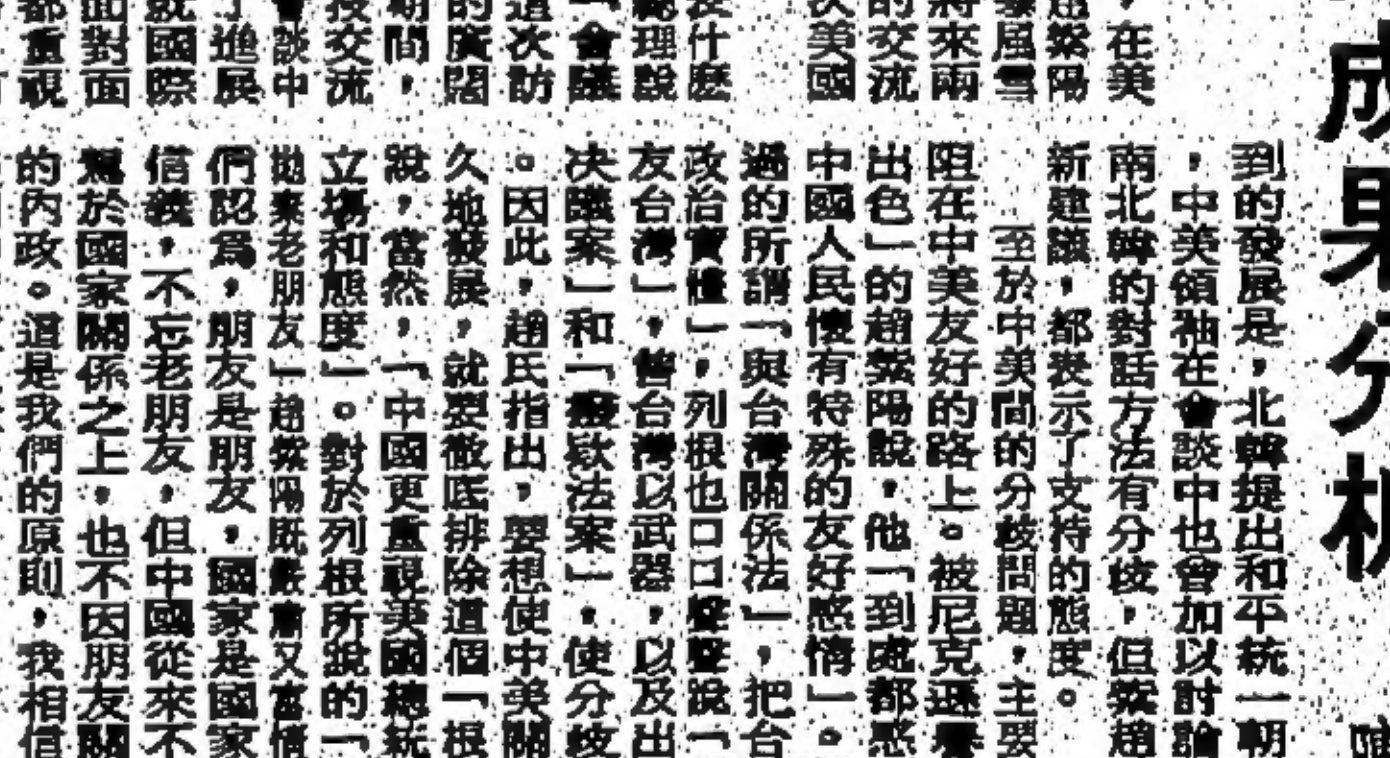 成果分析
，在美
紫陽
風雪
將來兩
的交流
次美國
什麼
總理說
「會議
這次訪
的廣闊
期間，
技交流
會談中
了進展
就國際
面對面
都重視
到的發展是，北韓提出和平統一朝
，中美領袖在會談中也曾加以討論
南北韓的對話方法有分歧，但紫趙
新建議，都表示了支持的態度。
至於中美間的分歧問題，主要
阻在中美友好的路上。被尼克遜譽
出色」的趙紫陽說，他「到處都感
中國人民懷有特殊的友好感情」。
過的所謂「與台灣關係法」，把台
政治實體」，列根也口口聲聲說「
友台灣」，售台灣以武器，以及出
決議案」和「撥欵法案」，使分歧
。因此，趙氏指出，要想使中美關
久地發展，就要徹底排除這個「根
說，當然，「中國更重視美國總統
立場和態度」。對於列根所說的「
拋棄老朋友」趙紫陽既嚴肅又富情
們認為，朋友是朋友，國家是國家
信義，不忘老朋友，但中國從來不
駕於國家關係之上，也不因朋友關
的內政。這是我們的原則，我相信